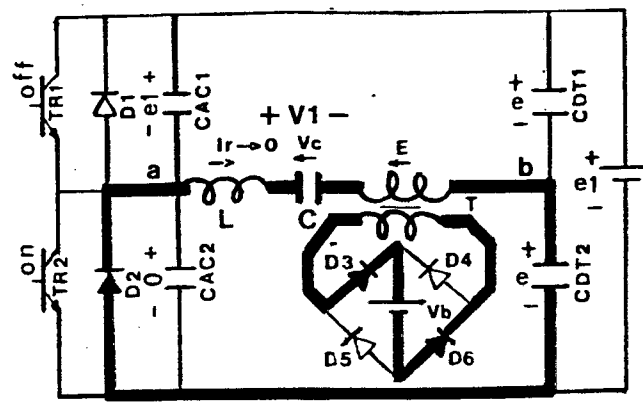 off
TR1
D1
+
e1
-
CAC1
+ V1 -
Ir→0
Vc
E
+
e
-
CDT1
+
e1
-
a
b
L
C
T
on
TR2
D2
+
0
-
CAC2
D3
D4
Vb
D5
D6
+
e
-
CDT2